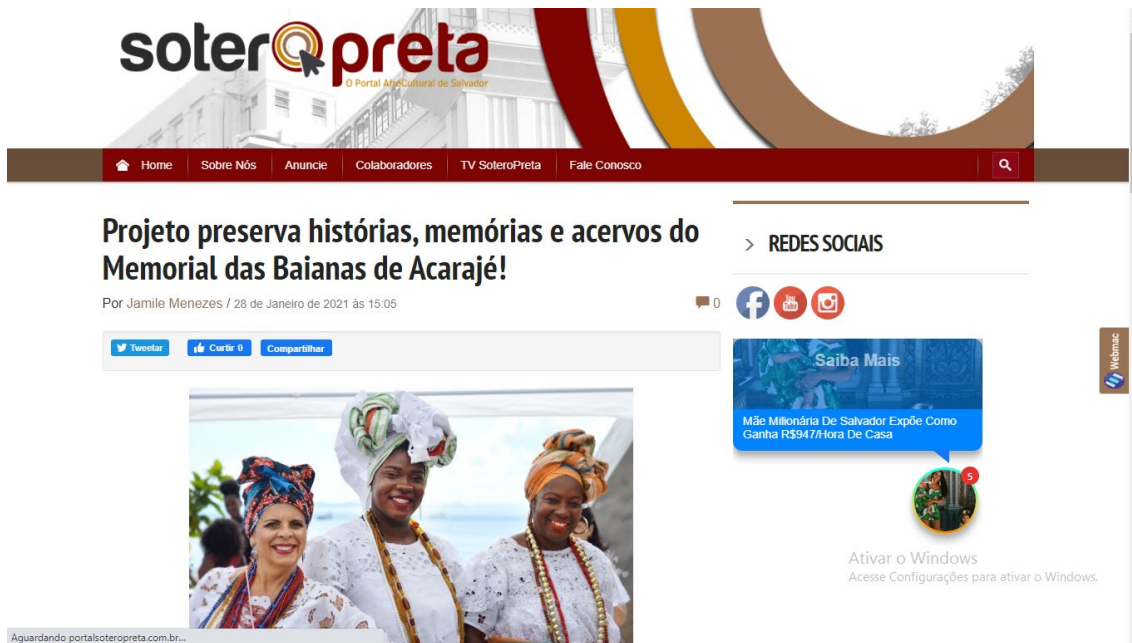 soteropreta
O Portal AfroCultural de Salvador
Home Sobre Nós Anuncie Colaboradores TV SoteroPreta Fale Conosco
Projeto preserva histórias, memórias e acervos do
Memorial das Baianas de Acarajé!
Por Jamile Menezes / 28 de Janeiro de 2021 às 15:05
0
Tweetar Curtir 0 Compartilhar
REDES SOCIAIS
You Tube
Saiba Mais
Mãe Milionária De Salvador Expõe Como
Ganha R$947/Hora De Casa
5
Webmac
Ativar o Windows
Acesse Configurações para ativar o Windows.
Aguardando portalsoteropreta.com.br...